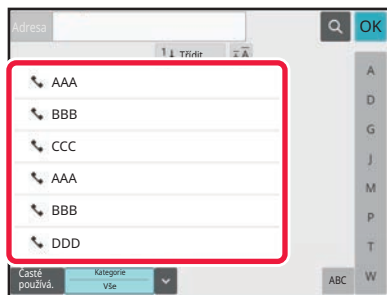 Adresa
OK
Třídit
AAA
BBB
CCC
AAA
BBB
DDD
A
D
G
J
M
P
T
W
Časté
používá.
Kategorie
Vše
ABC